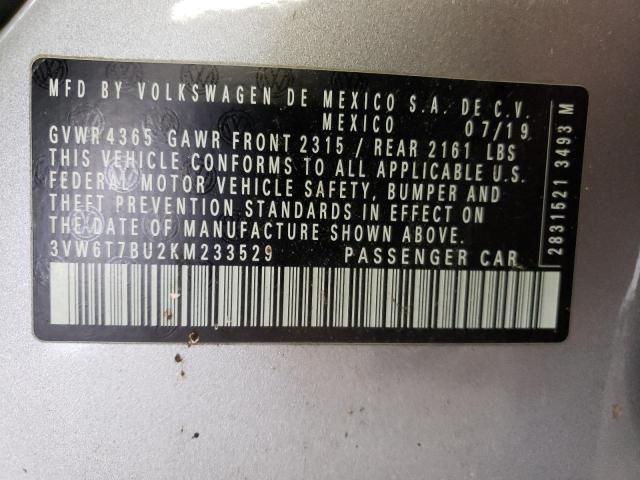 MFD BY VOLKSWAGEN DE MEXICO S.A. DE C.V.
MEXICO 07/19
GVWR 4365 GAWR FRONT 2315 / REAR 2161 LBS
THIS VEHICLE CONFORMS TO ALL APPLICABLE U.S.
FEDERAL MOTOR VEHICLE SAFETY, BUMPER AND
THEFT PREVENTION STANDARDS IN EFFECT ON
THE DATE OF MANUFACTURE SHOWN ABOVE.
3VW6T7BU2KM233529 PASSENGER CAR
2831521 3493 M